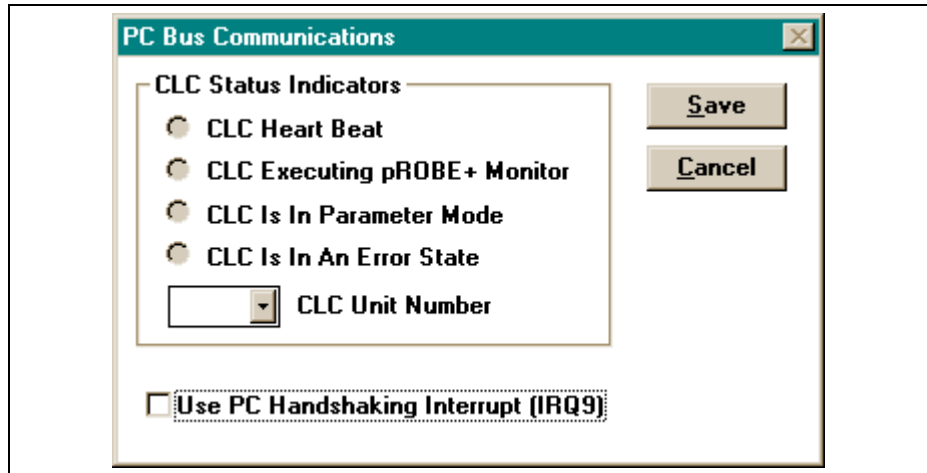 PC Bus Communications
CLC Status Indicators
CLC Heart Beat
CLC Executing pROBE+ Monitor
CLC Is In Parameter Mode
CLC Is In An Error State
CLC Unit Number
Save
Cancel
Use PC Handshaking Interrupt (IRQ9)